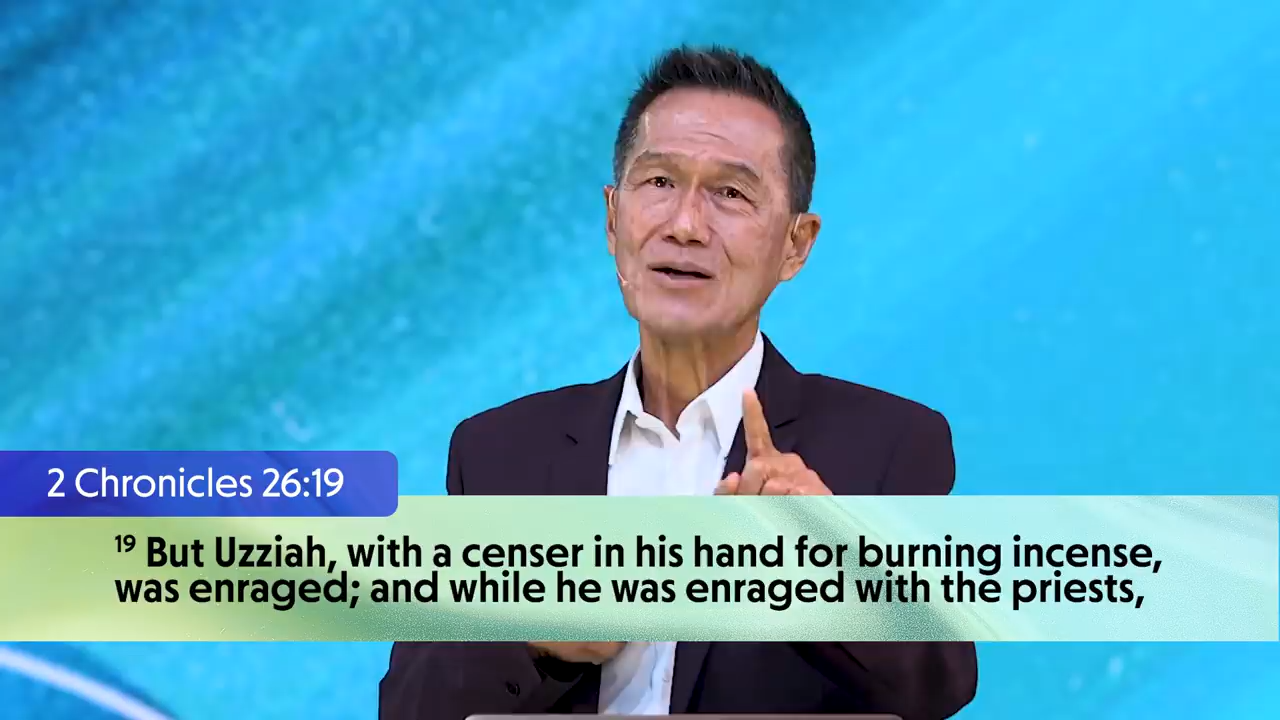 2 Chronicles 26:19
¹⁹ But Uzziah, with a censer in his hand for burning incense,
was enraged; and while he was enraged with the priests,